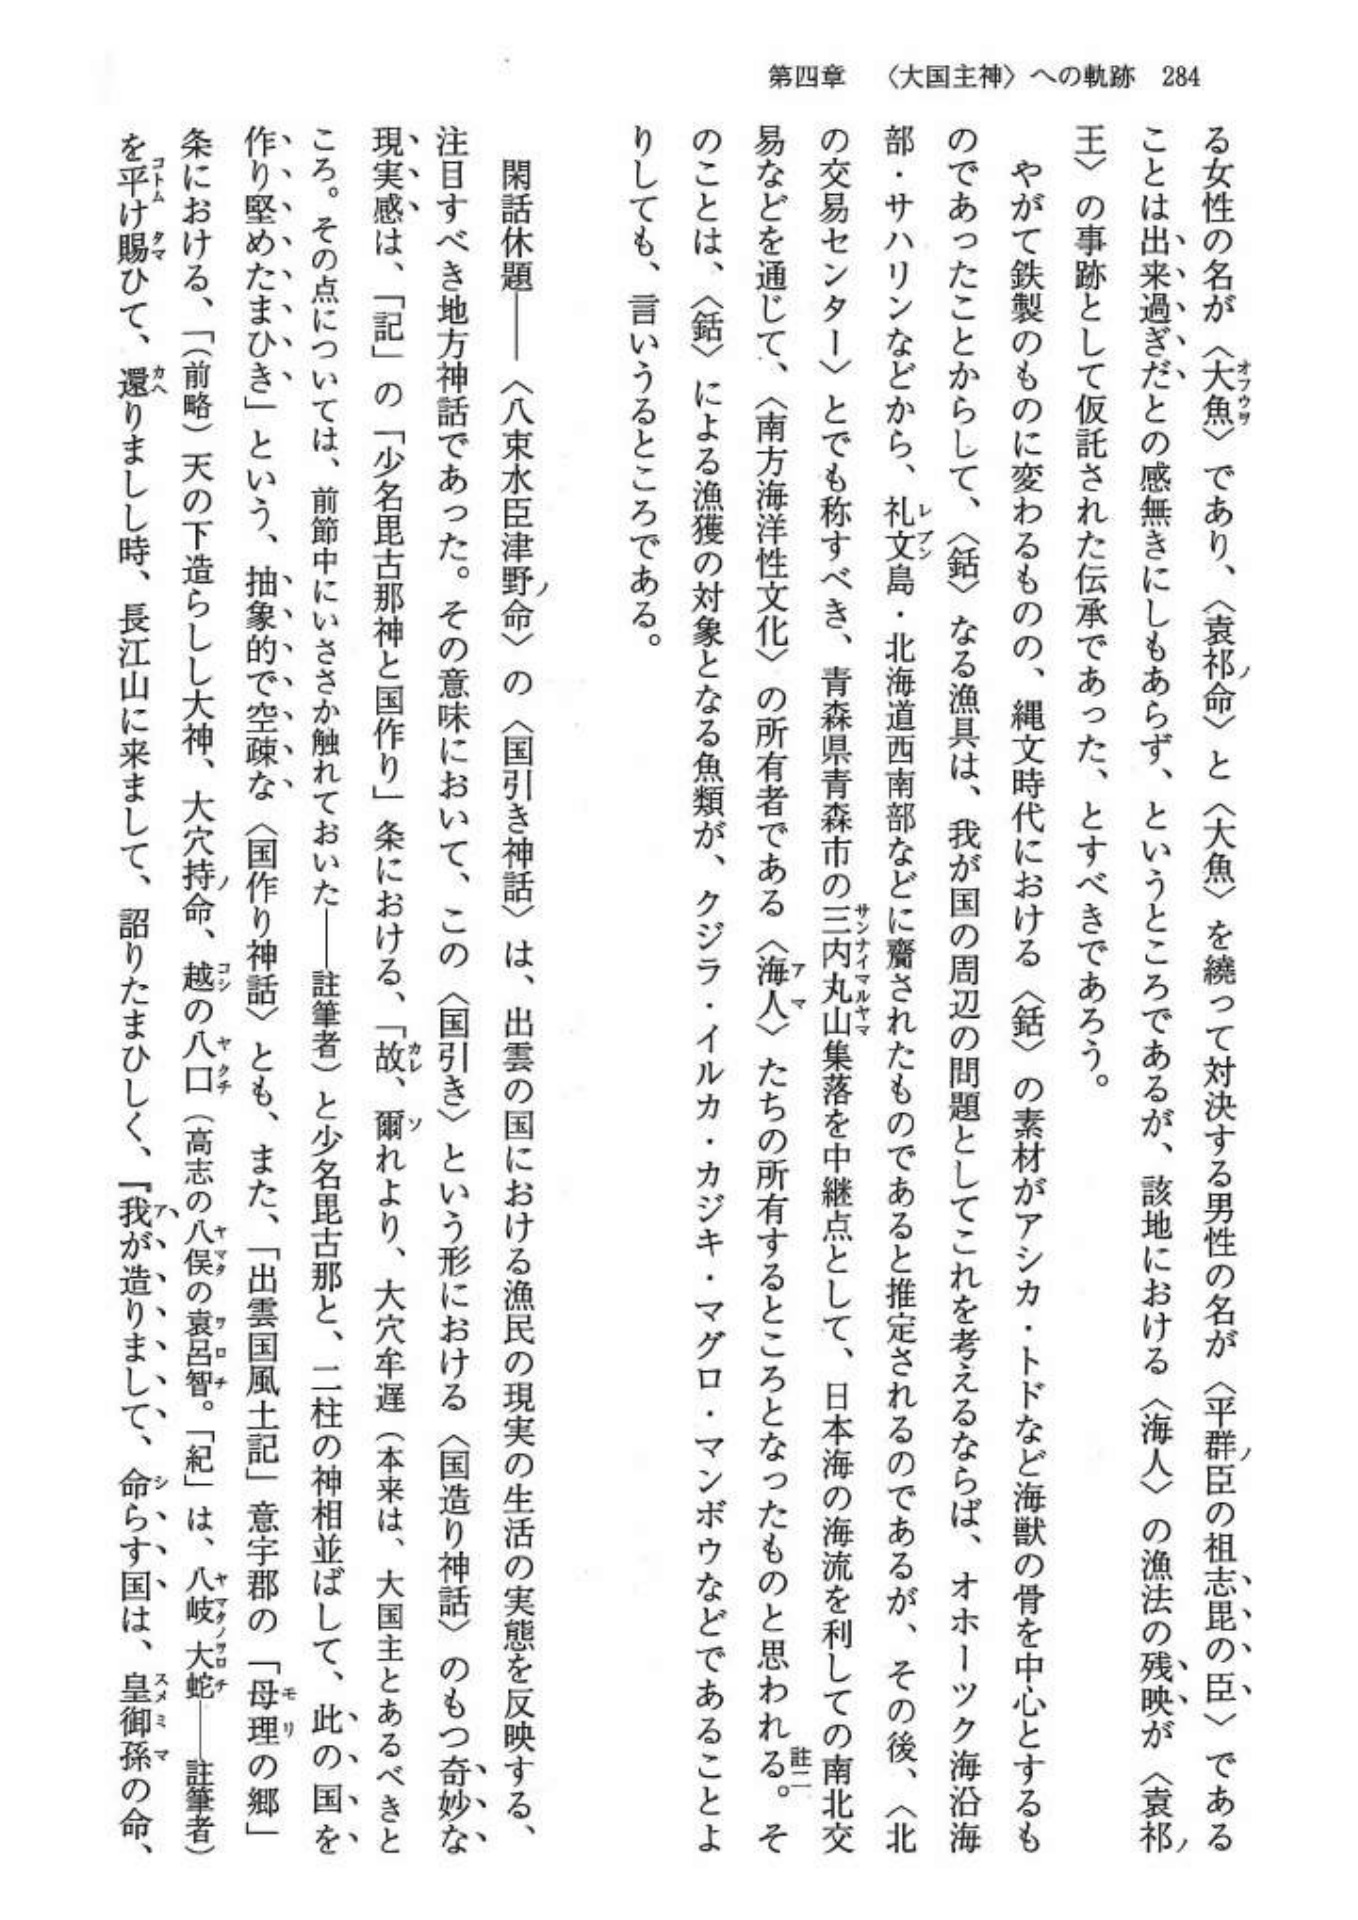 第四章　〈大国主神〉への軌跡　284
る女性の名が〈大魚〉であり、〈袁祁命〉と〈大魚〉を繞って対決する男性の名が〈平群臣の祖志毘の臣〉である
ことは出来過ぎだとの感無きにしもあらず、というところであるが、該地における〈海人〉の漁法の残映が〈袁祁
王〉の事跡として仮託された伝承であった、とすべきであろう。
やがて鉄製のものに変わるものの、縄文時代における〈銛〉の素材がアシカ・トドなど海獣の骨を中心とするも
のであったことからして、〈銛〉なる漁具は、我が国の周辺の問題としてこれを考えるならば、オホーツク海沿海
部・サハリンなどから、礼文島・北海道西南部などに齎されたものであると推定されるのであるが、その後、〈北
の交易センター〉とでも称すべき、青森県青森市の三内丸山集落を中継点として、日本海の海流を利しての南北交
易などを通じて、〈南方海洋性文化〉の所有者である〈海人〉たちの所有するところとなったものと思われる。註二そ
のことは、〈銛〉による漁獲の対象となる魚類が、クジラ・イルカ・カジキ・マグロ・マンボウなどであることよ
りしても、言いうるところである。
閑話休題――〈八束水臣津野命〉の〈国引き神話〉は、出雲の国における漁民の現実の生活の実態を反映する、
注目すべき地方神話であった。その意味において、この〈国引き〉という形における〈国造り神話〉のもつ奇妙な
現実感は、「記」の「少名毘古那神と国作り」条における、「故、爾れより、大穴牟遅（本来は、大国主とあるべきと
ころ。その点については、前節中にいささか触れておいた――註筆者）と少名毘古那と、二柱の神相並ばして、此の国を
作り堅めたまひき」という、抽象的で空疎な〈国作り神話〉とも、また、「出雲国風土記」意宇郡の「母理の郷」
条における、「（前略）天の下造らしし大神、大穴持命、越の八口（高志の八俣の袁呂智。「紀」は、八岐大蛇――註筆者）
を平け賜ひて、還りましし時、長江山に来まして、詔りたまひしく、『我が造りまして、命らす国は、皇御孫の命、